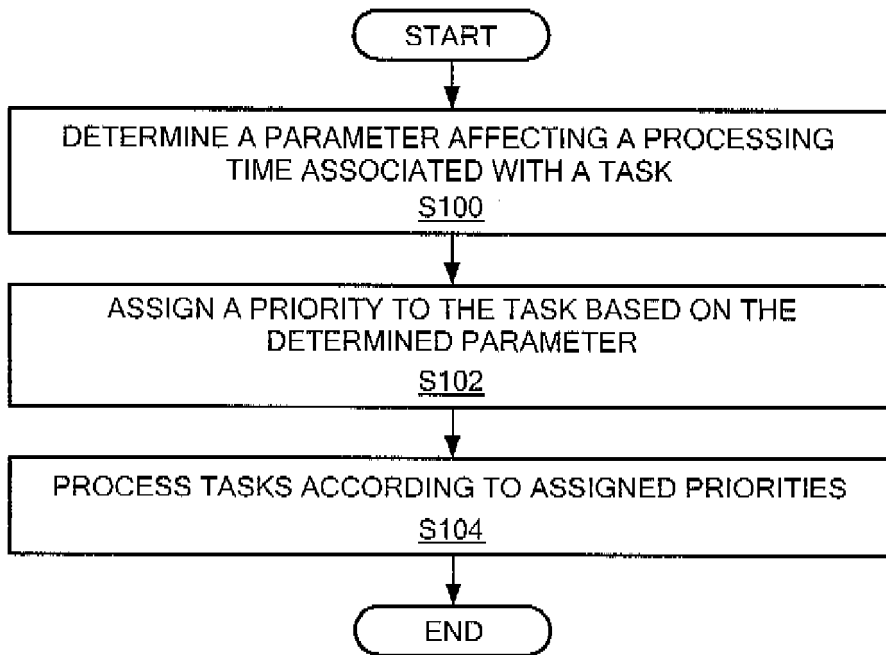 START
DETERMINE A PARAMETER AFFECTING A PROCESSING
TIME ASSOCIATED WITH A TASK
S100
ASSIGN A PRIORITY TO THE TASK BASED ON THE
DETERMINED PARAMETER
S102
PROCESS TASKS ACCORDING TO ASSIGNED PRIORITIES
S104
END